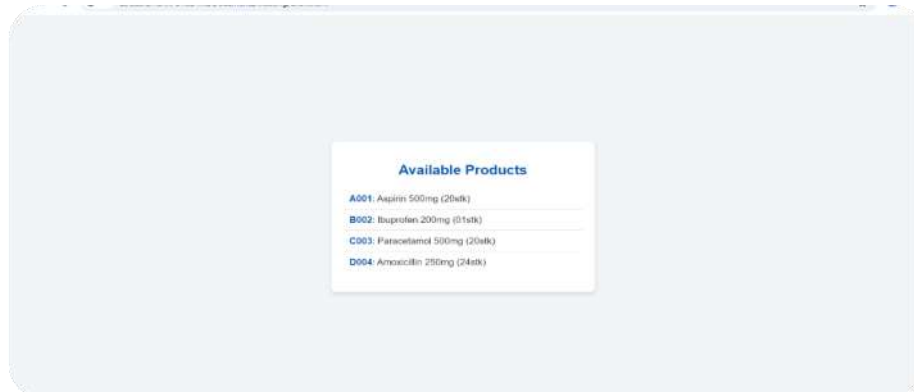 Available Products
A001: Aspirin 500mg (20stk)
B002: Ibuprofen 200mg (01stk)
C003: Paracetamol 500mg (20stk)
D004: Amoxicillin 250mg (24stk)